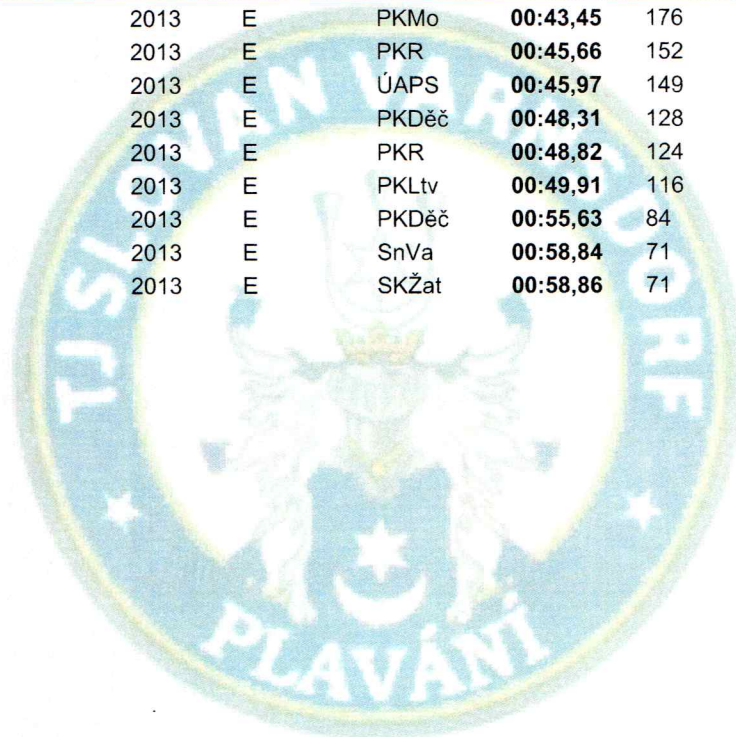 2013 E PKMo 00:43,45 176
2013 E PKR 00:45,66 152
2013 E ÚAPS 00:45,97 149
2013 E PKDěč 00:48,31 128
2013 E PKR 00:48,82 124
2013 E PKLtv 00:49,91 116
2013 E PKDěč 00:55,63 84
2013 E SnVa 00:58,84 71
2013 E SKŽat 00:58,86 71
TJ SLOVAN VARNSDORF
PLAVÁNÍ